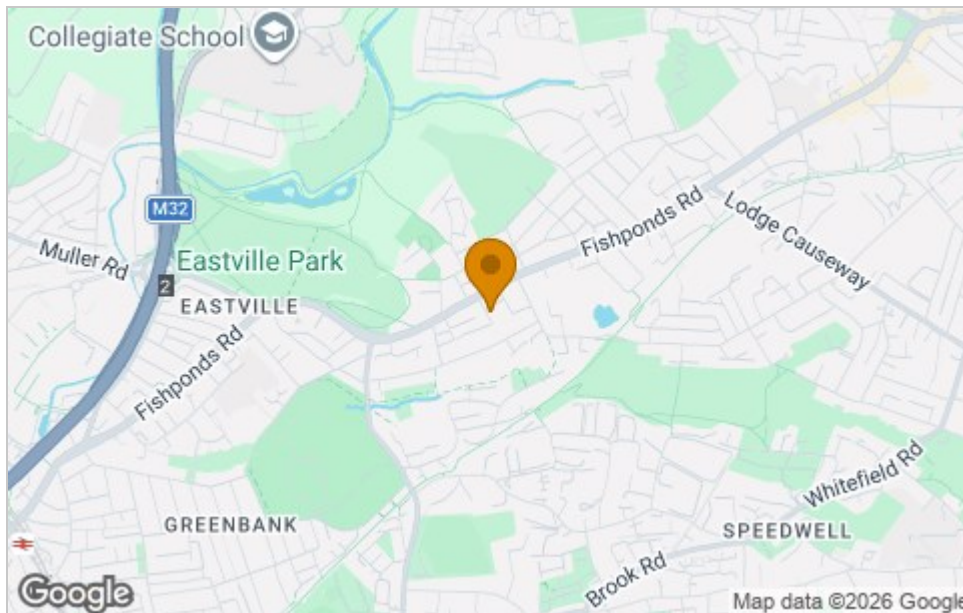 Collegiate School
M32
Muller Rd
Eastville Park
2
EASTVILLE
Fishponds Rd
Fishponds Rd
Lodge Causeway
GREENBANK
Whitefield Rd
SPEEDWELL
Brook Rd
Google
Map data ©2026 Google